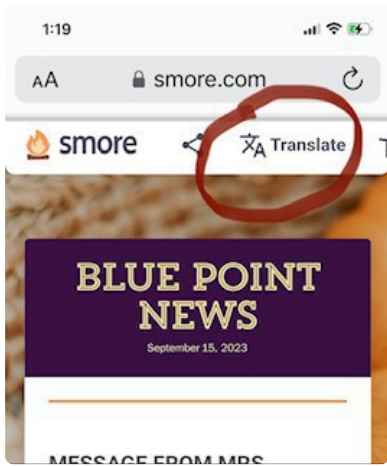 1:19
AA smore.com
smore Translate
BLUE POINT
NEWS
September 15, 2023
MESSAGE FROM MRS